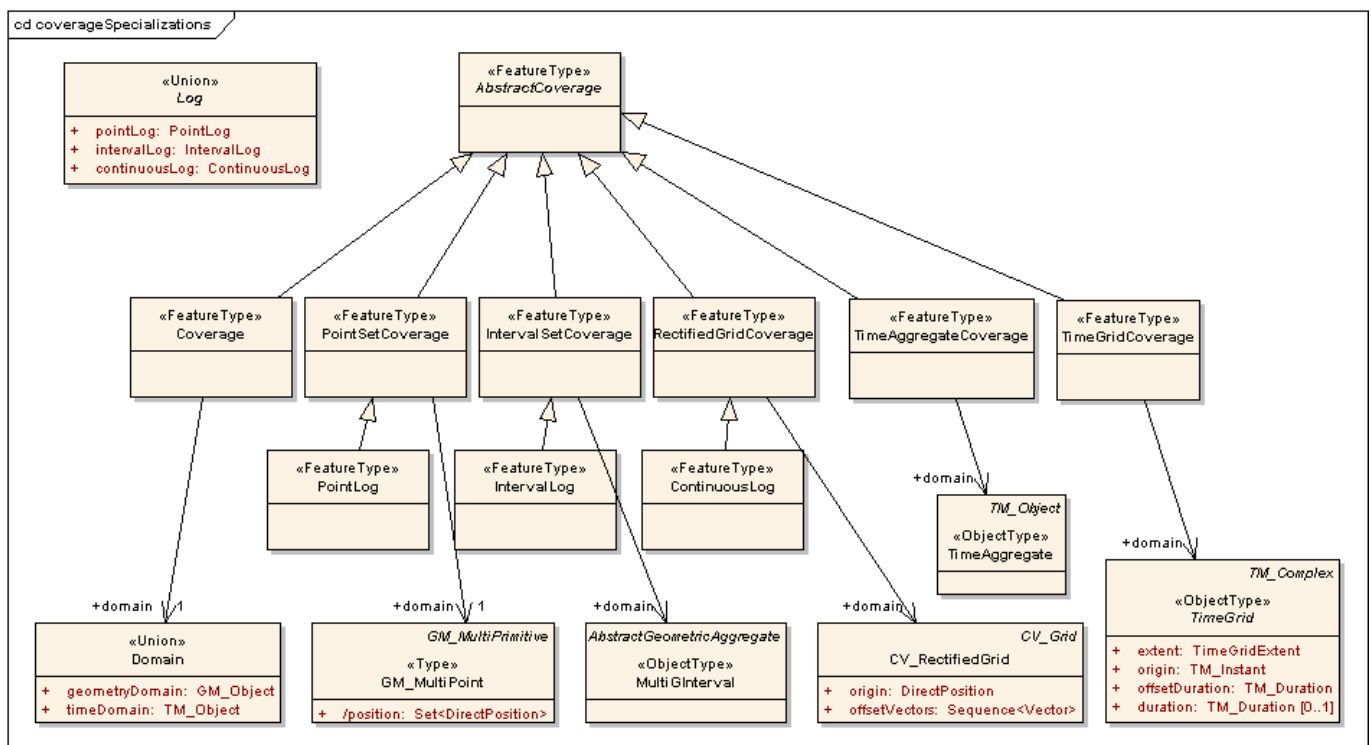 cd coverageSpecializations
«Union»
Log
+ pointLog: PointLog
+ intervalLog: IntervalLog
+ continuousLog: ContinuousLog
«FeatureType»
AbstractCoverage
«FeatureType»
Coverage
«FeatureType»
PointSetCoverage
«FeatureType»
IntervalSetCoverage
«FeatureType»
RectifiedGridCoverage
«FeatureType»
TimeAggregateCoverage
«FeatureType»
TimeGridCoverage
«FeatureType»
PointLog
«FeatureType»
IntervalLog
«FeatureType»
ContinuousLog
+domain
TM_Object
«ObjectType»
TimeAggregate
+domain
TM_Complex
«ObjectType»
TimeGrid
+ extent: TimeGridExtent
+ origin: TM_Instant
+ offsetDuration: TM_Duration
+ duration: TM_Duration [0..1]
+domain 1
«Union»
Domain
+ geometryDomain: GM_Object
+ timeDomain: TM_Object
+domain 1
GM_MultiPrimitive
«Type»
GM_MultiPoint
+ /position: Set<DirectPosition>
+domain
AbstractGeometricAggregate
«ObjectType»
MultiGInterval
+domain
CV_Grid
CV_RectifiedGrid
+ origin: DirectPosition
+ offsetVectors: Sequence<Vector>